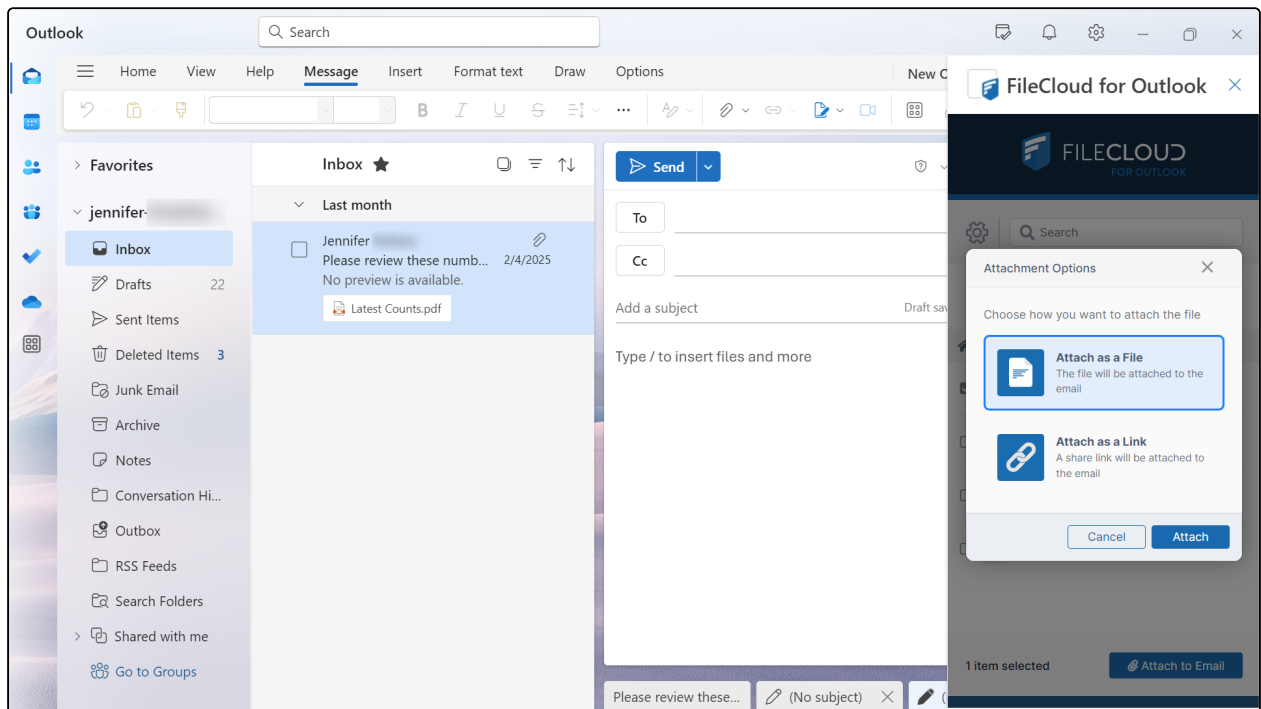 Outlook
Search
Home View Help Message Insert Format text Draw Options
New
B I U S
FileCloud for Outlook
FILECLOUD
FOR OUTLOOK
Search
Favorites
jennifer-
Inbox
Drafts 22
Sent Items
Deleted Items 3
Junk Email
Archive
Notes
Conversation Hi...
Outbox
RSS Feeds
Search Folders
Shared with me
Go to Groups
Inbox
Last month
Jennifer
Please review these numb... 2/4/2025
No preview is available.
Latest Counts.pdf
Send
To
Cc
Add a subject Draft sav
Type / to insert files and more
Please review these...
(No subject)
Attachment Options
Choose how you want to attach the file
Attach as a File
The file will be attached to the
email
Attach as a Link
A share link will be attached to
the email
Cancel Attach
1 item selected Attach to Email